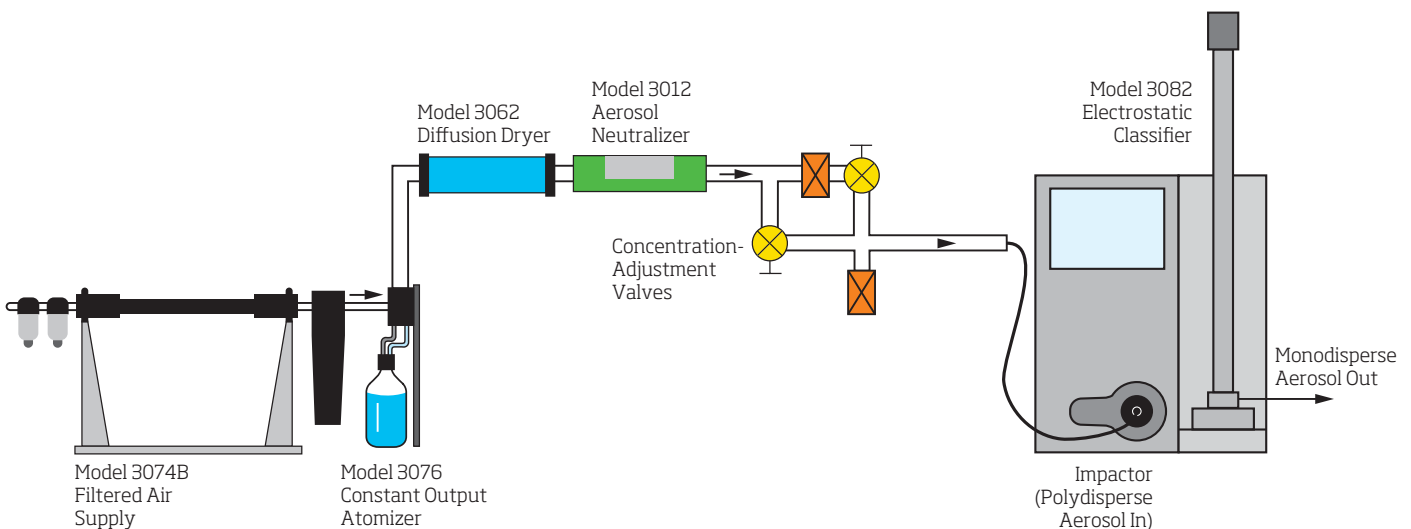 Model 3062
Diffusion Dryer
Model 3012
Aerosol
Neutralizer
Model 3082
Electrostatic
Classifier
Concentration-
Adjustment
Valves
Monodisperse
Aerosol Out
Model 3074B
Filtered Air
Supply
Model 3076
Constant Output
Atomizer
Impactor
(Polydisperse
Aerosol In)